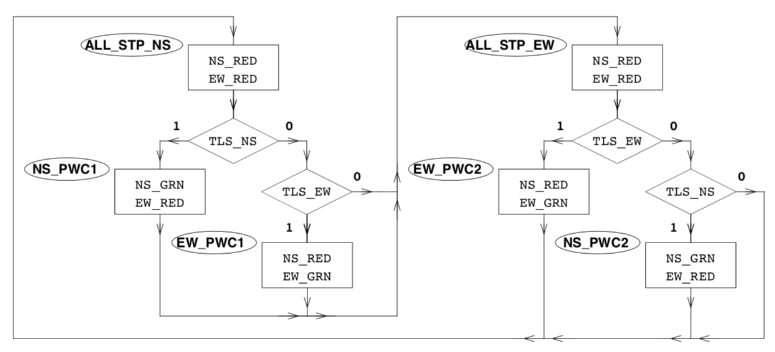 ALL_STP_NS
NS_RED
EW_RED
1
TLS_NS
0
NS_PWC1
NS_GRN
EW_RED
TLS_EW
0
1
EW_PWC1
NS_RED
EW_GRN
ALL_STP_EW
NS_RED
EW_RED
1
TLS_EW
0
EW_PWC2
NS_RED
EW_GRN
TLS_NS
0
1
NS_PWC2
NS_GRN
EW_RED